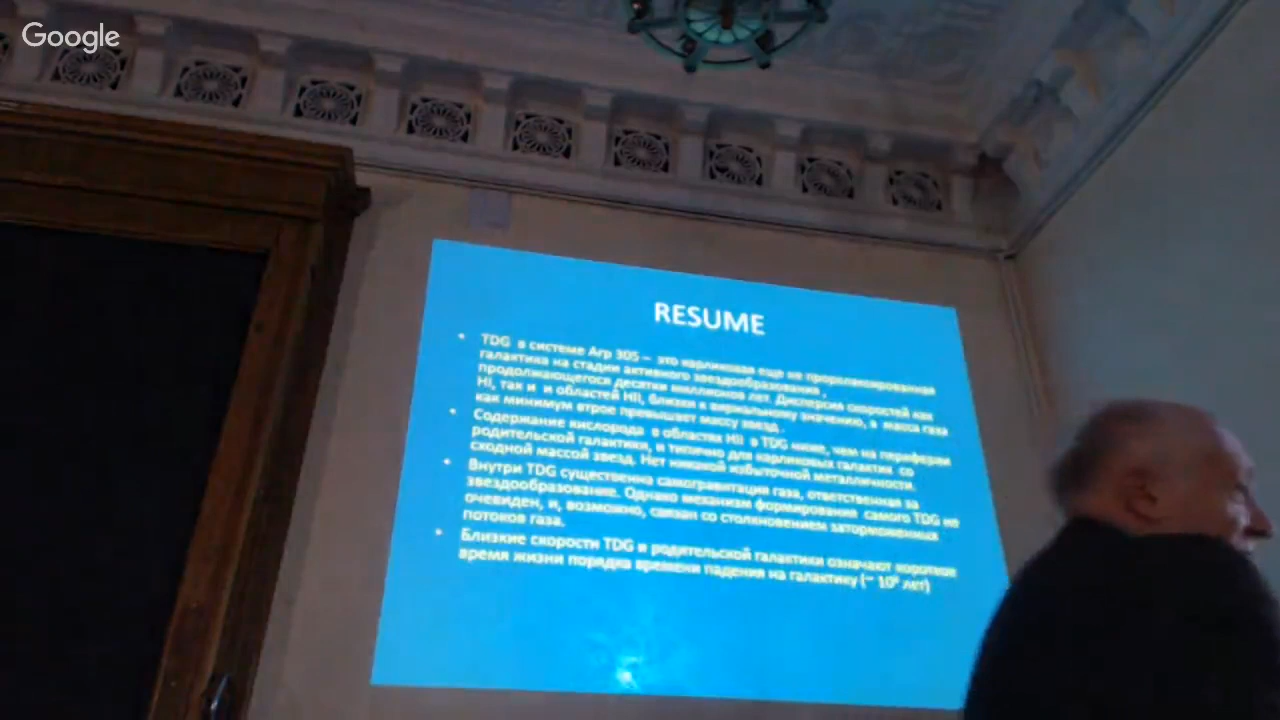 Google
RESUME
• TDG в системе Arp 305 – это карликовая еще не проэволюционировавшая
галактика на стадии активного звездообразования ,
продолжающегося десятки миллионов лет. Дисперсия скоростей как
HI, так и и областей HII, близки к вириальному значению, а масса газа
как минимум втрое превышает массу звезд .
• Содержание кислорода в областях HII в TDG ниже, чем на периферии
родительской галактики, и типично для карликовых галактик со
сходной массой звезд. Нет никакой избыточной металличности.
• Внутри TDG существенна самогравитация газа, ответственная за
звездообразование. Однако механизм формирования самого TDG не
очевиден, и, возможно, связан со столкновением заторможенных
потоков газа.
• Близкие скорости TDG и родительской галактики означают короткое
время жизни порядка времени падения на галактику (~ лет)